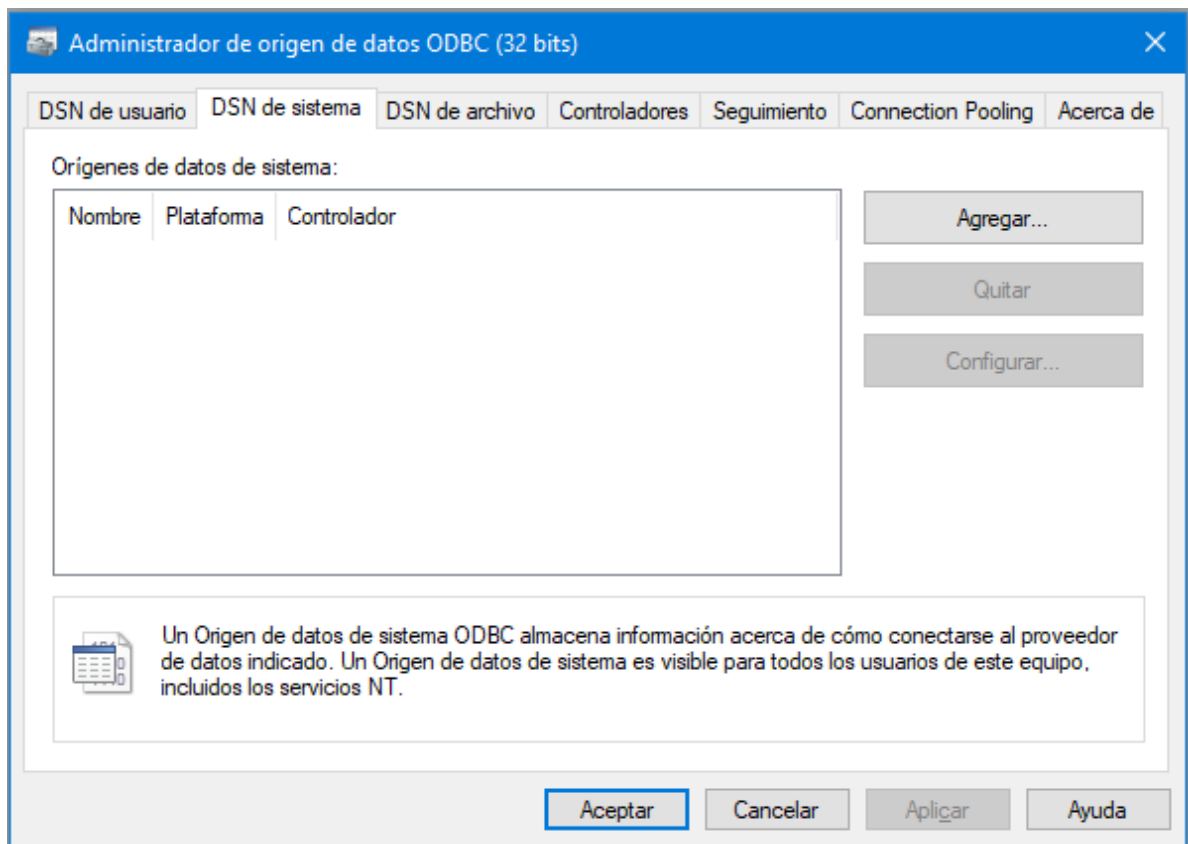 Administrador de origen de datos ODBC (32 bits)
DSN de usuario DSN de sistema DSN de archivo Controladores Seguimiento Connection Pooling Acerca de
Orígenes de datos de sistema:
Nombre Plataforma Controlador
Agregar...
Quitar
Configurar...
Un Origen de datos de sistema ODBC almacena información acerca de cómo conectarse al proveedor
de datos indicado. Un Origen de datos de sistema es visible para todos los usuarios de este equipo,
incluidos los servicios NT.
Aceptar Cancelar Aplicar Ayuda